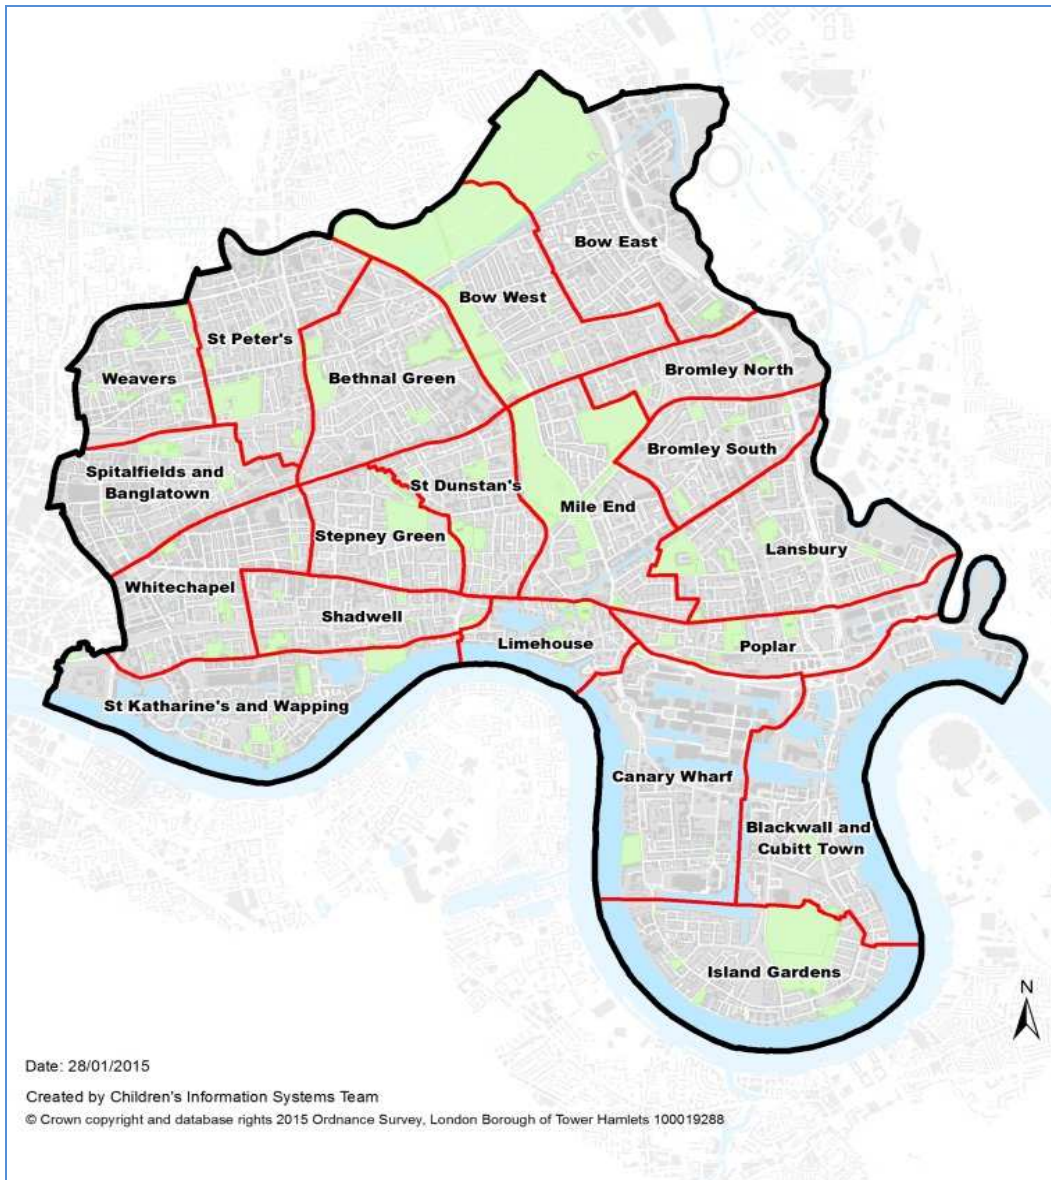 Bow East
Bow West
St Peter's
Weavers
Bethnal Green
Bromley North
Bromley South
Spitalfields and
Banglatown
St Dunstan's
Mile End
Stepney Green
Lansbury
Whitechapel
Shadwell
Limehouse
Poplar
St Katharine's and Wapping
Canary Wharf
Blackwall and
Cubitt Town
Island Gardens
N
Date: 28/01/2015
Created by Children's Information Systems Team
© Crown copyright and database rights 2015 Ordnance Survey, London Borough of Tower Hamlets 100019288